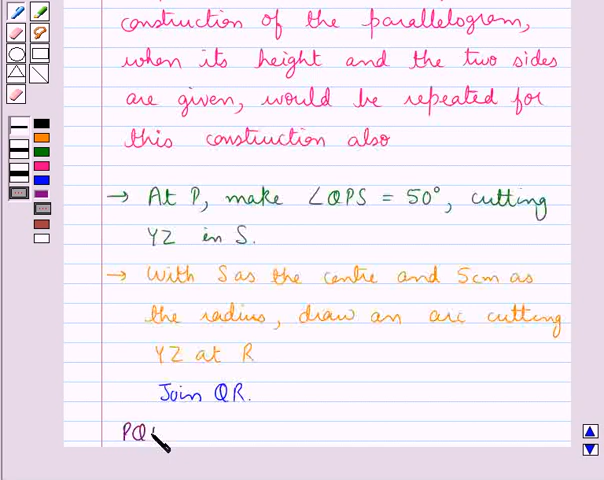 construction of the parallelogram,
when its height and the two sides
are given, would be repeated for
this construction also
→ At P, make ∠QPS = 50°, cutting
YZ in S.
→ With S as the centre and 5cm as
the radius, draw an arc cutting
YZ at R
Join QR.
PQ